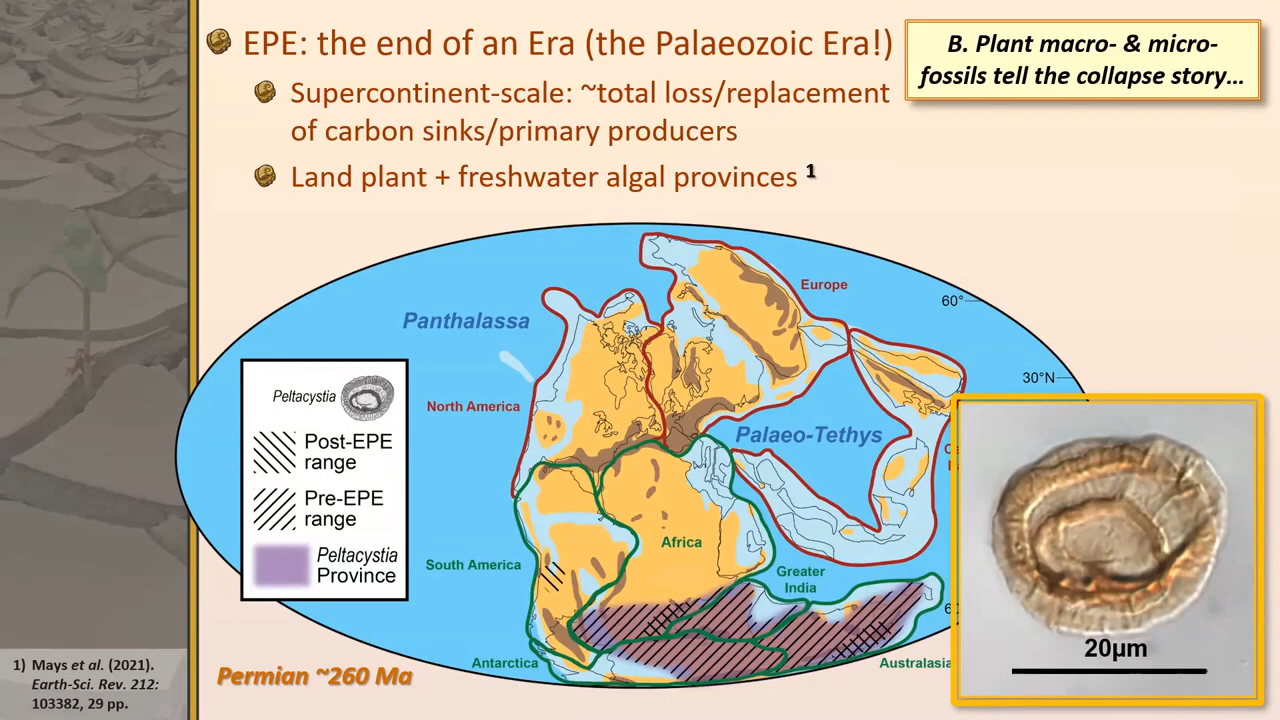 EPE: the end of an Era (the Palaeozoic Era!)
B. Plant macro- & micro-
fossils tell the collapse story…
Supercontinent-scale: ~total loss/replacement
of carbon sinks/primary producers
Land plant + freshwater algal provinces 1
Europe
60°
Panthalassa
30°N
Peltacystia
North America
Palaeo-Tethys
Post-EPE
range
Pre-EPE
range
Africa
Peltacystia
Province
South America
Greater
India
Antarctica
Australasia
20µm
Permian ~260 Ma
1) Mays et al. (2021).
Earth-Sci. Rev. 212:
103382, 29 pp.